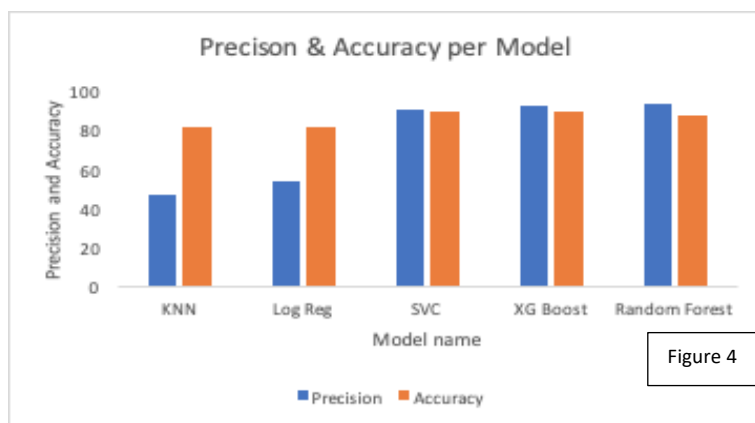 Precison & Accuracy per Model
Precision and Accuracy
100
80
60
40
20
0
KNN Log Reg SVC XG Boost Random Forest
Model name
Figure 4
Precision Accuracy